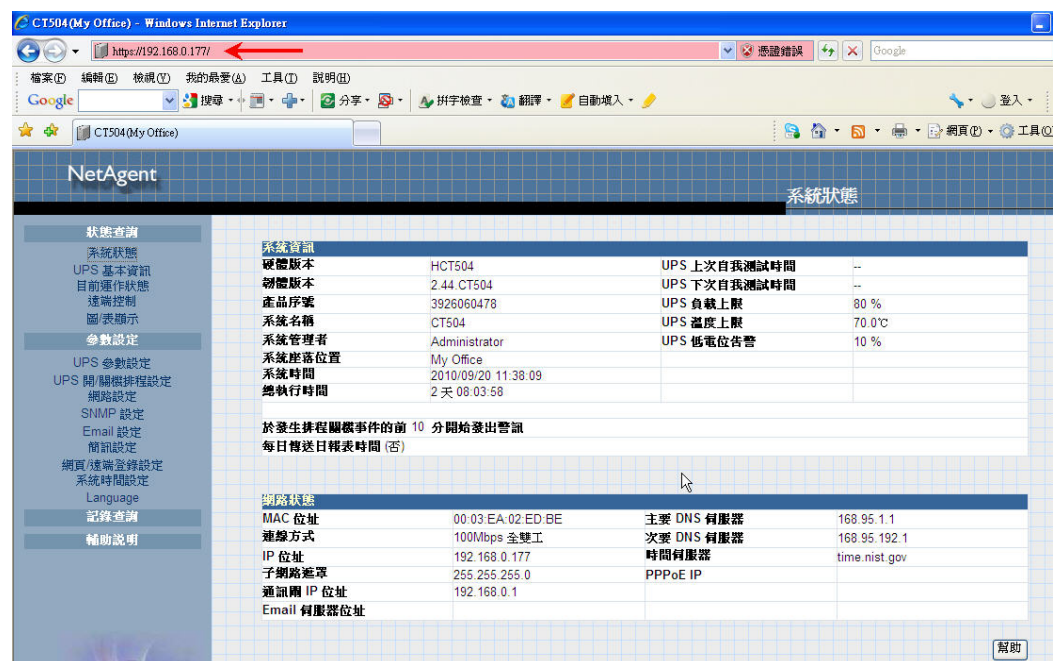 CT504(My Office) - Windows Internet Explorer
https://192.168.0.177/ 憑證錯誤 Google
檔案(F) 編輯(E) 檢視(V) 我的最愛(A) 工具(T) 說明(H)
Google 搜尋 分享 拼字檢查 翻譯 自動填入 登入
CT504(My Office) 網頁(P) 工具(O)
NetAgent
系統狀態
狀態查詢
系統狀態
UPS 基本資訊
目前運作狀態
遠端控制
圖/表顯示
參數設定
UPS 參數設定
UPS 開/關機排程設定
網路設定
SNMP 設定
Email 設定
簡訊設定
網頁/遠端登錄設定
系統時間設定
Language
記錄查詢
輔助說明
系統資訊
硬體版本 HCT504 UPS 上次自我測試時間 --
韌體版本 2.44.CT504 UPS 下次自我測試時間 --
產品序號 3926060478 UPS 負載上限 80 %
系統名稱 CT504 UPS 溫度上限 70.0℃
系統管理者 Administrator UPS 低電位告警 10 %
系統座落位置 My Office
系統時間 2010/09/20 11:38:09
總執行時間 2 天 08:03:58
於發生排程關機事件的前 10 分開始發出警訊
每日傳送日報表時間 (否)
網路狀態
MAC 位址 00:03:EA:02:ED:BE 主要 DNS 伺服器 168.95.1.1
連線方式 100Mbps 全雙工 次要 DNS 伺服器 168.95.192.1
IP 位址 192.168.0.177 時間伺服器 time.nist.gov
子網路遮罩 255.255.255.0 PPPoE IP
通訊閘 IP 位址 192.168.0.1
Email 伺服器位址
幫助